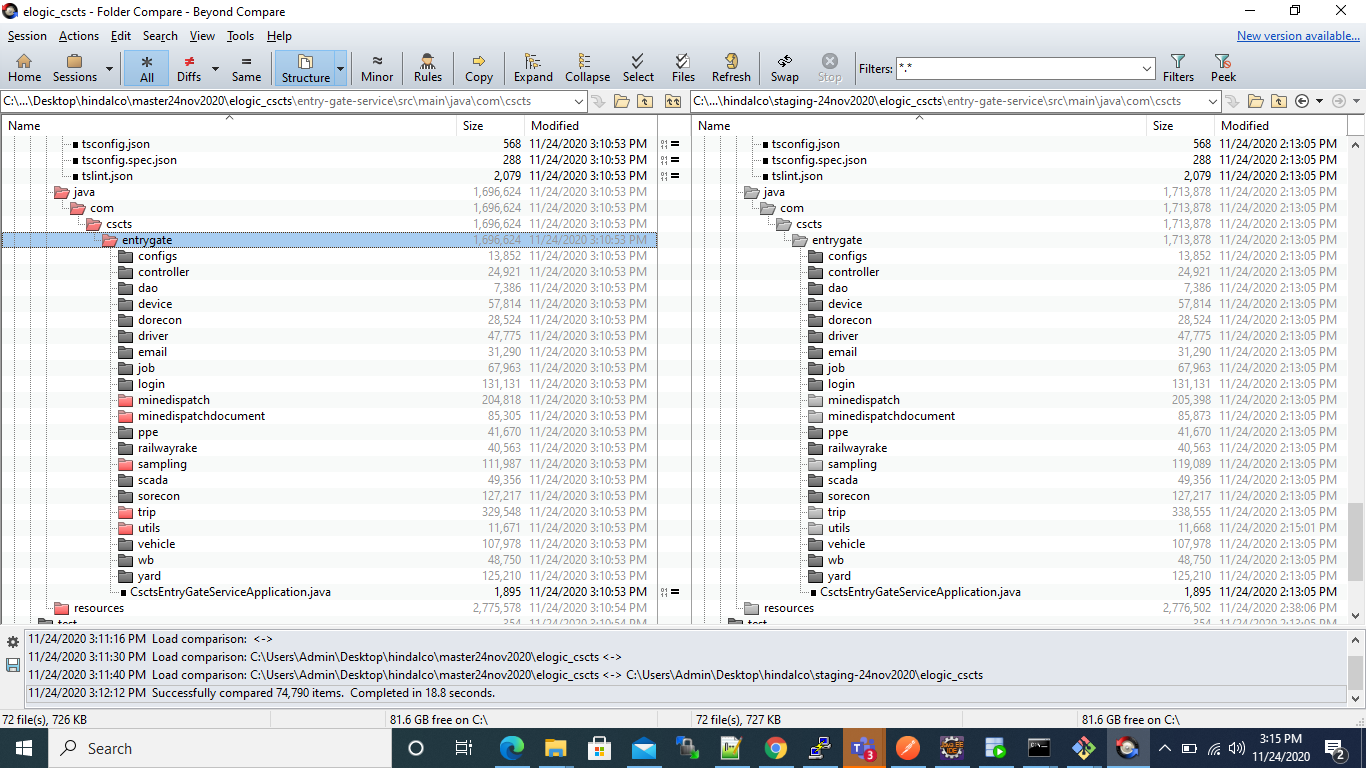 elogic_cscts - Folder Compare - Beyond Compare
Session Actions Edit Search View Tools Help New version available...
Home Sessions All Diffs Same Structure Minor Rules Copy Expand Collapse Select Files Refresh Swap Stop Filters: *.* Filters Peek
C:\...\Desktop\hindalco\master24nov2020\elogic_cscts\entry-gate-service\src\main\java\com\cscts C:\...\hindalco\staging-24nov2020\elogic_cscts\entry-gate-service\src\main\java\com\cscts
Name Size Modified Name Size Modified
tsconfig.json 568 11/24/2020 3:10:53 PM = tsconfig.json 568 11/24/2020 2:13:05 PM
tsconfig.spec.json 288 11/24/2020 3:10:53 PM = tsconfig.spec.json 288 11/24/2020 2:13:05 PM
tslint.json 2,079 11/24/2020 3:10:53 PM = tslint.json 2,079 11/24/2020 2:13:05 PM
java 1,696,624 11/24/2020 3:10:53 PM java 1,713,878 11/24/2020 2:13:05 PM
com 1,696,624 11/24/2020 3:10:53 PM com 1,713,878 11/24/2020 2:13:05 PM
cscts 1,696,624 11/24/2020 3:10:53 PM cscts 1,713,878 11/24/2020 2:13:05 PM
entrygate 1,696,624 11/24/2020 3:10:53 PM entrygate 1,713,878 11/24/2020 2:13:05 PM
configs 13,852 11/24/2020 3:10:53 PM configs 13,852 11/24/2020 2:13:05 PM
controller 24,921 11/24/2020 3:10:53 PM controller 24,921 11/24/2020 2:13:05 PM
dao 7,386 11/24/2020 3:10:53 PM dao 7,386 11/24/2020 2:13:05 PM
device 57,814 11/24/2020 3:10:53 PM device 57,814 11/24/2020 2:13:05 PM
dorecon 28,524 11/24/2020 3:10:53 PM dorecon 28,524 11/24/2020 2:13:05 PM
driver 47,775 11/24/2020 3:10:53 PM driver 47,775 11/24/2020 2:13:05 PM
email 31,290 11/24/2020 3:10:53 PM email 31,290 11/24/2020 2:13:05 PM
job 67,963 11/24/2020 3:10:53 PM job 67,963 11/24/2020 2:13:05 PM
login 131,131 11/24/2020 3:10:53 PM login 131,131 11/24/2020 2:13:05 PM
minedispatch 204,818 11/24/2020 3:10:53 PM minedispatch 205,398 11/24/2020 2:13:05 PM
minedispatchdocument 85,305 11/24/2020 3:10:53 PM minedispatchdocument 85,873 11/24/2020 2:13:05 PM
ppe 41,670 11/24/2020 3:10:53 PM ppe 41,670 11/24/2020 2:13:05 PM
railwayrake 40,563 11/24/2020 3:10:53 PM railwayrake 40,563 11/24/2020 2:13:05 PM
sampling 111,987 11/24/2020 3:10:53 PM sampling 119,089 11/24/2020 2:13:05 PM
scada 49,356 11/24/2020 3:10:53 PM scada 49,356 11/24/2020 2:13:05 PM
sorecon 127,217 11/24/2020 3:10:53 PM sorecon 127,217 11/24/2020 2:13:05 PM
trip 329,548 11/24/2020 3:10:53 PM trip 338,555 11/24/2020 2:13:05 PM
utils 11,671 11/24/2020 3:10:53 PM utils 11,668 11/24/2020 2:15:01 PM
vehicle 107,978 11/24/2020 3:10:53 PM vehicle 107,978 11/24/2020 2:13:05 PM
wb 48,750 11/24/2020 3:10:53 PM wb 48,750 11/24/2020 2:13:05 PM
yard 125,210 11/24/2020 3:10:53 PM yard 125,210 11/24/2020 2:13:05 PM
CsctsEntryGateServiceApplication.java 1,895 11/24/2020 3:10:53 PM = CsctsEntryGateServiceApplication.java 1,895 11/24/2020 2:13:05 PM
resources 2,775,578 11/24/2020 3:10:54 PM resources 2,776,502 11/24/2020 2:38:06 PM
test 354 11/24/2020 3:10:54 PM test 354 11/24/2020 2:13:05 PM
11/24/2020 3:11:16 PM Load comparison: <->
11/24/2020 3:11:30 PM Load comparison: C:\Users\Admin\Desktop\hindalco\master24nov2020\elogic_cscts <->
11/24/2020 3:11:40 PM Load comparison: C:\Users\Admin\Desktop\hindalco\master24nov2020\elogic_cscts <-> C:\Users\Admin\Desktop\hindalco\staging-24nov2020\elogic_cscts
11/24/2020 3:12:12 PM Successfully compared 74,790 items. Completed in 18.8 seconds.
72 file(s), 726 KB 81.6 GB free on C:\ 72 file(s), 727 KB 81.6 GB free on C:\
Search 3 3:15 PM
11/24/2020 2